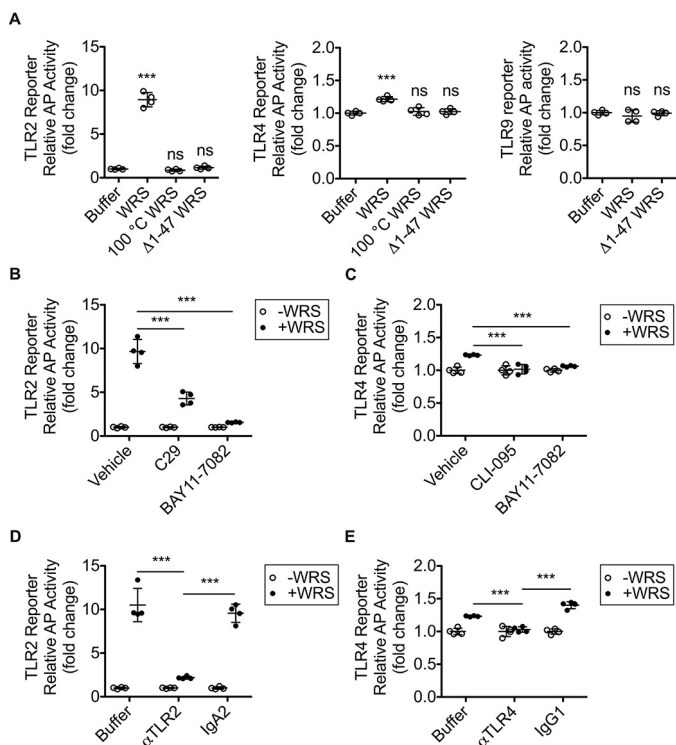 A
TLR2 Reporter
Relative AP Activity
(fold change)
15
10
5
0
***
ns
ns
Buffer
WRS
100 °C WRS
Δ1-47 WRS
TLR4 Reporter
Relative AP Activity
(fold change)
2.0
1.5
1.0
0.5
0.0
***
ns
ns
Buffer
WRS
100 °C WRS
Δ1-47 WRS
TLR9 reporter
Relative AP Activity
(fold change)
2.0
1.5
1.0
0.5
0.0
ns
ns
Buffer
WRS
Δ1-47 WRS
B
TLR2 Reporter
Relative AP Activity
(fold change)
15
10
5
0
***
***
-WRS
+WRS
Vehicle
C29
BAY11-7082
C
TLR4 Reporter
Relative AP Activity
(fold change)
2.0
1.5
1.0
0.5
0.0
***
***
-WRS
+WRS
Vehicle
CLI-095
BAY11-7082
D
TLR2 Reporter
Relative AP Activity
(fold change)
15
10
5
0
***
***
-WRS
+WRS
Buffer
αTLR2
IgA2
E
TLR4 Reporter
Relative AP Activity
(fold change)
2.0
1.5
1.0
0.5
0.0
***
***
-WRS
+WRS
Buffer
αTLR4
IgG1